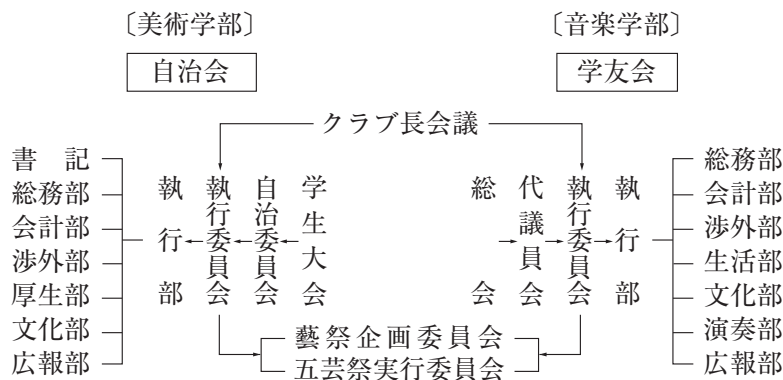 〔美術学部〕
〔音楽学部〕
自治会
学友会
クラブ長会議
書記
総務部
会計部
渉外部
厚生部
文化部
広報部
執行部
執行委員会
自治委員会
学生大会
総会
代議員会
執行委員会
執行部
総務部
会計部
渉外部
生活部
文化部
演奏部
広報部
藝祭企画委員会
五芸祭実行委員会